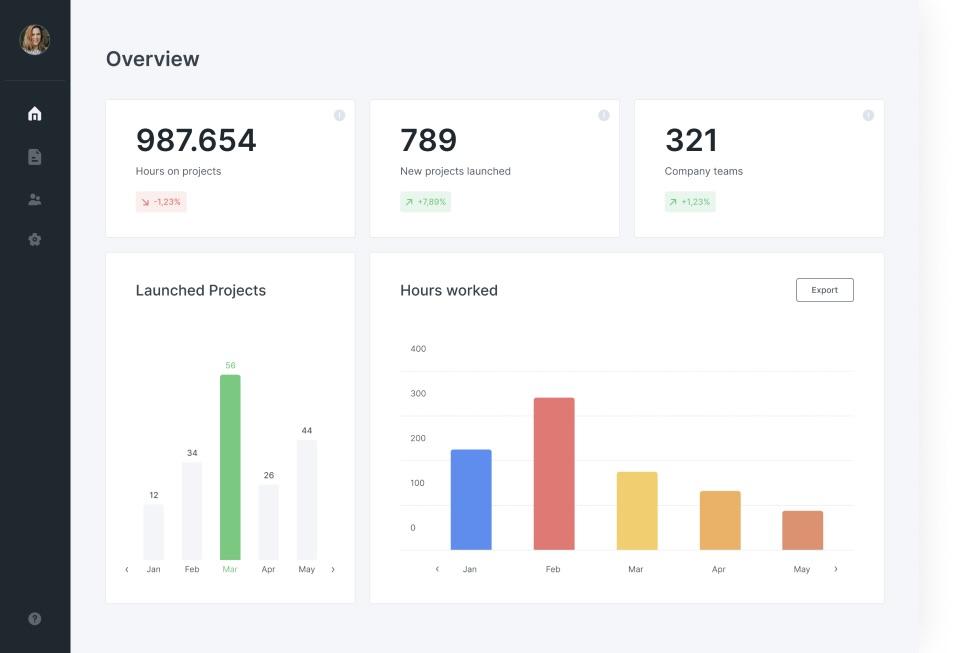 Overview
987.654
Hours on projects
-1,23%
789
New projects launched
+7,89%
321
Company teams
+1,23%
Launched Projects
56
44
34
26
12
Jan Feb Mar Apr May
Hours worked
Export
400
300
200
100
0
Jan Feb Mar Apr May